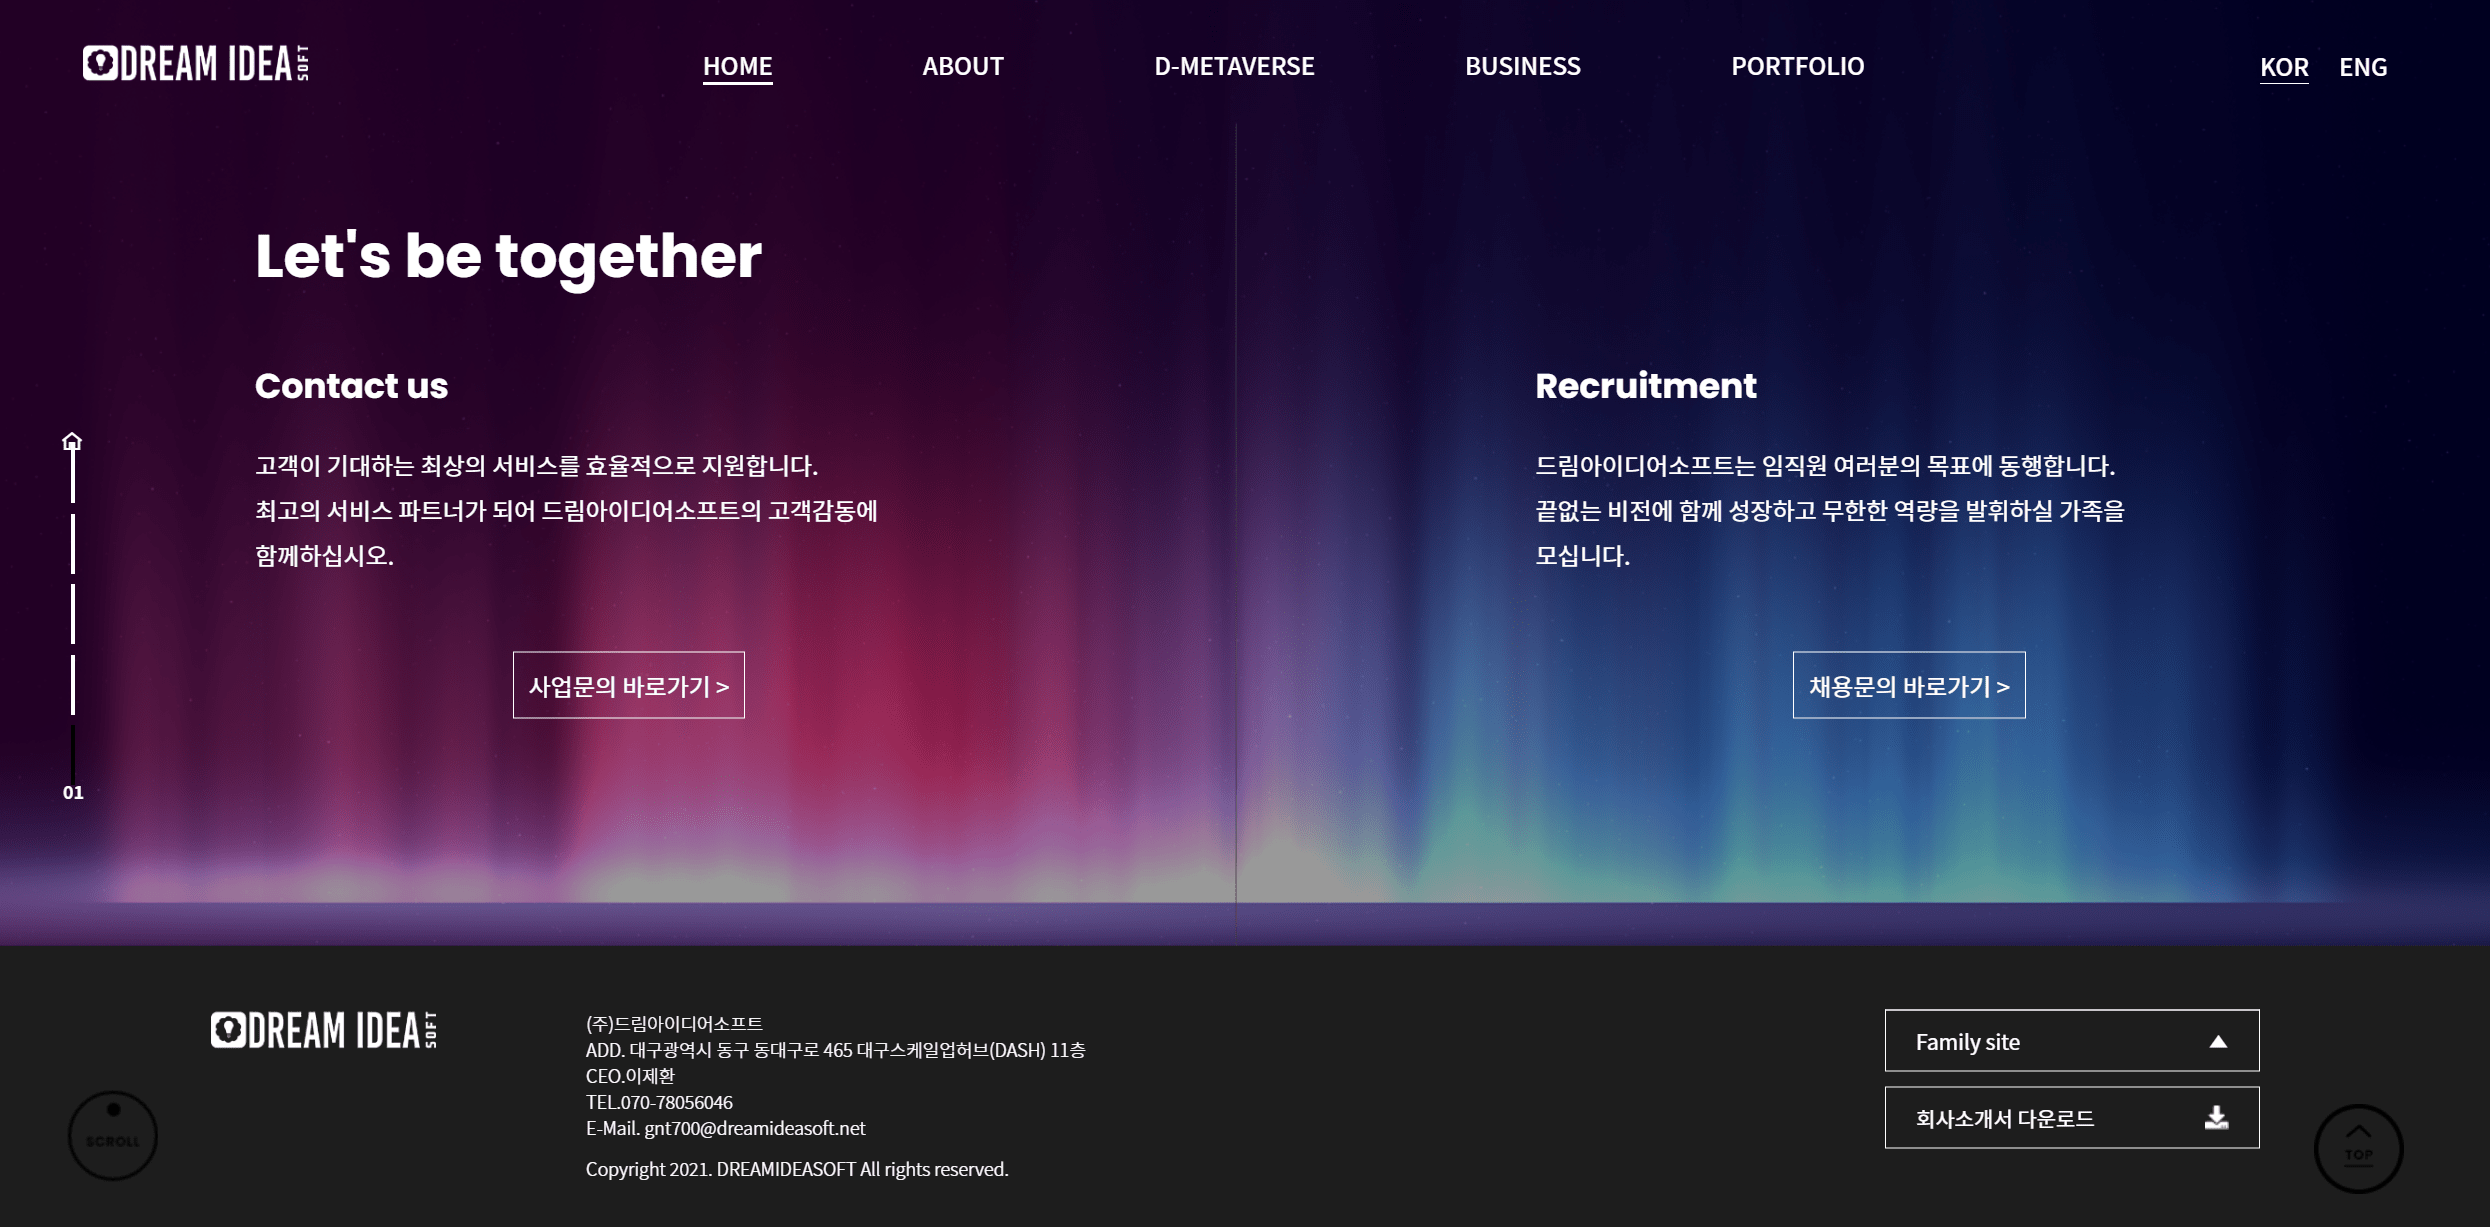 DREAM IDEA SOFT
HOME ABOUT D-METAVERSE BUSINESS PORTFOLIO
KOR ENG
Let's be together
Contact us
고객이 기대하는 최상의 서비스를 효율적으로 지원합니다.
최고의 서비스 파트너가 되어 드림아이디어소프트의 고객감동에
함께하십시오.
사업문의 바로가기 >
Recruitment
드림아이디어소프트는 임직원 여러분의 목표에 동행합니다.
끝없는 비전에 함께 성장하고 무한한 역량을 발휘하실 가족을
모십니다.
채용문의 바로가기 >
01
DREAM IDEA SOFT
(주)드림아이디어소프트
ADD. 대구광역시 동구 동대구로 465 대구스케일업허브(DASH) 11층
CEO.이제환
TEL.070-78056046
E-Mail. gnt700@dreamideasoft.net
Copyright 2021. DREAMIDEASOFT All rights reserved.
Family site
회사소개서 다운로드
SCROLL
TOP